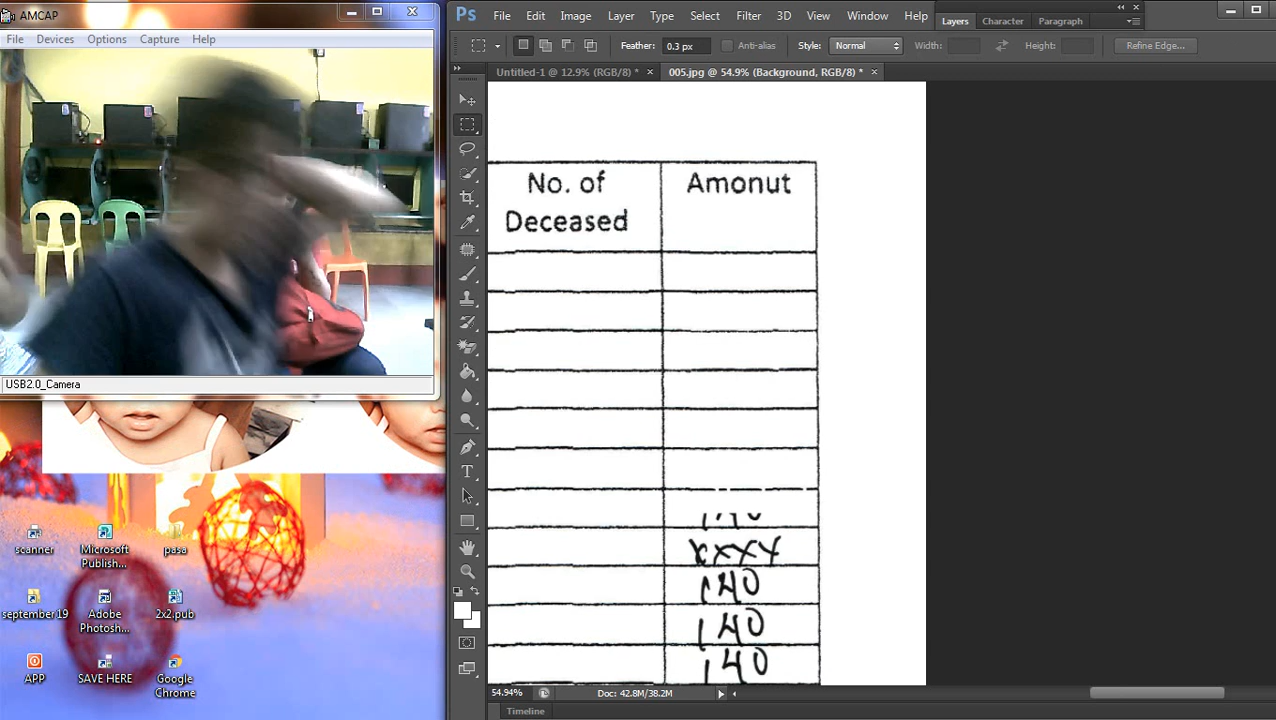 AMCAP
File Devices Options Capture Help
USB2.0_Camera
scanner
Microsoft Publish...
pasa
september19
Adobe Photosh...
2x2.pub
APP
SAVE HERE
Google Chrome
Ps File Edit Image Layer Type Select Filter 3D View Window Help
Layers Character Paragraph
Feather: 0.3 px Anti-alias Style: Normal Width: Height: Refine Edge...
Untitled-1 @ 12.9% (RGB/8) * × 005.jpg @ 54.9% (Background, RGB/8) * ×
No. of Amonut
Deceased
xxxx
140
140
140
54.94% Doc: 42.8M/38.2M
Timeline